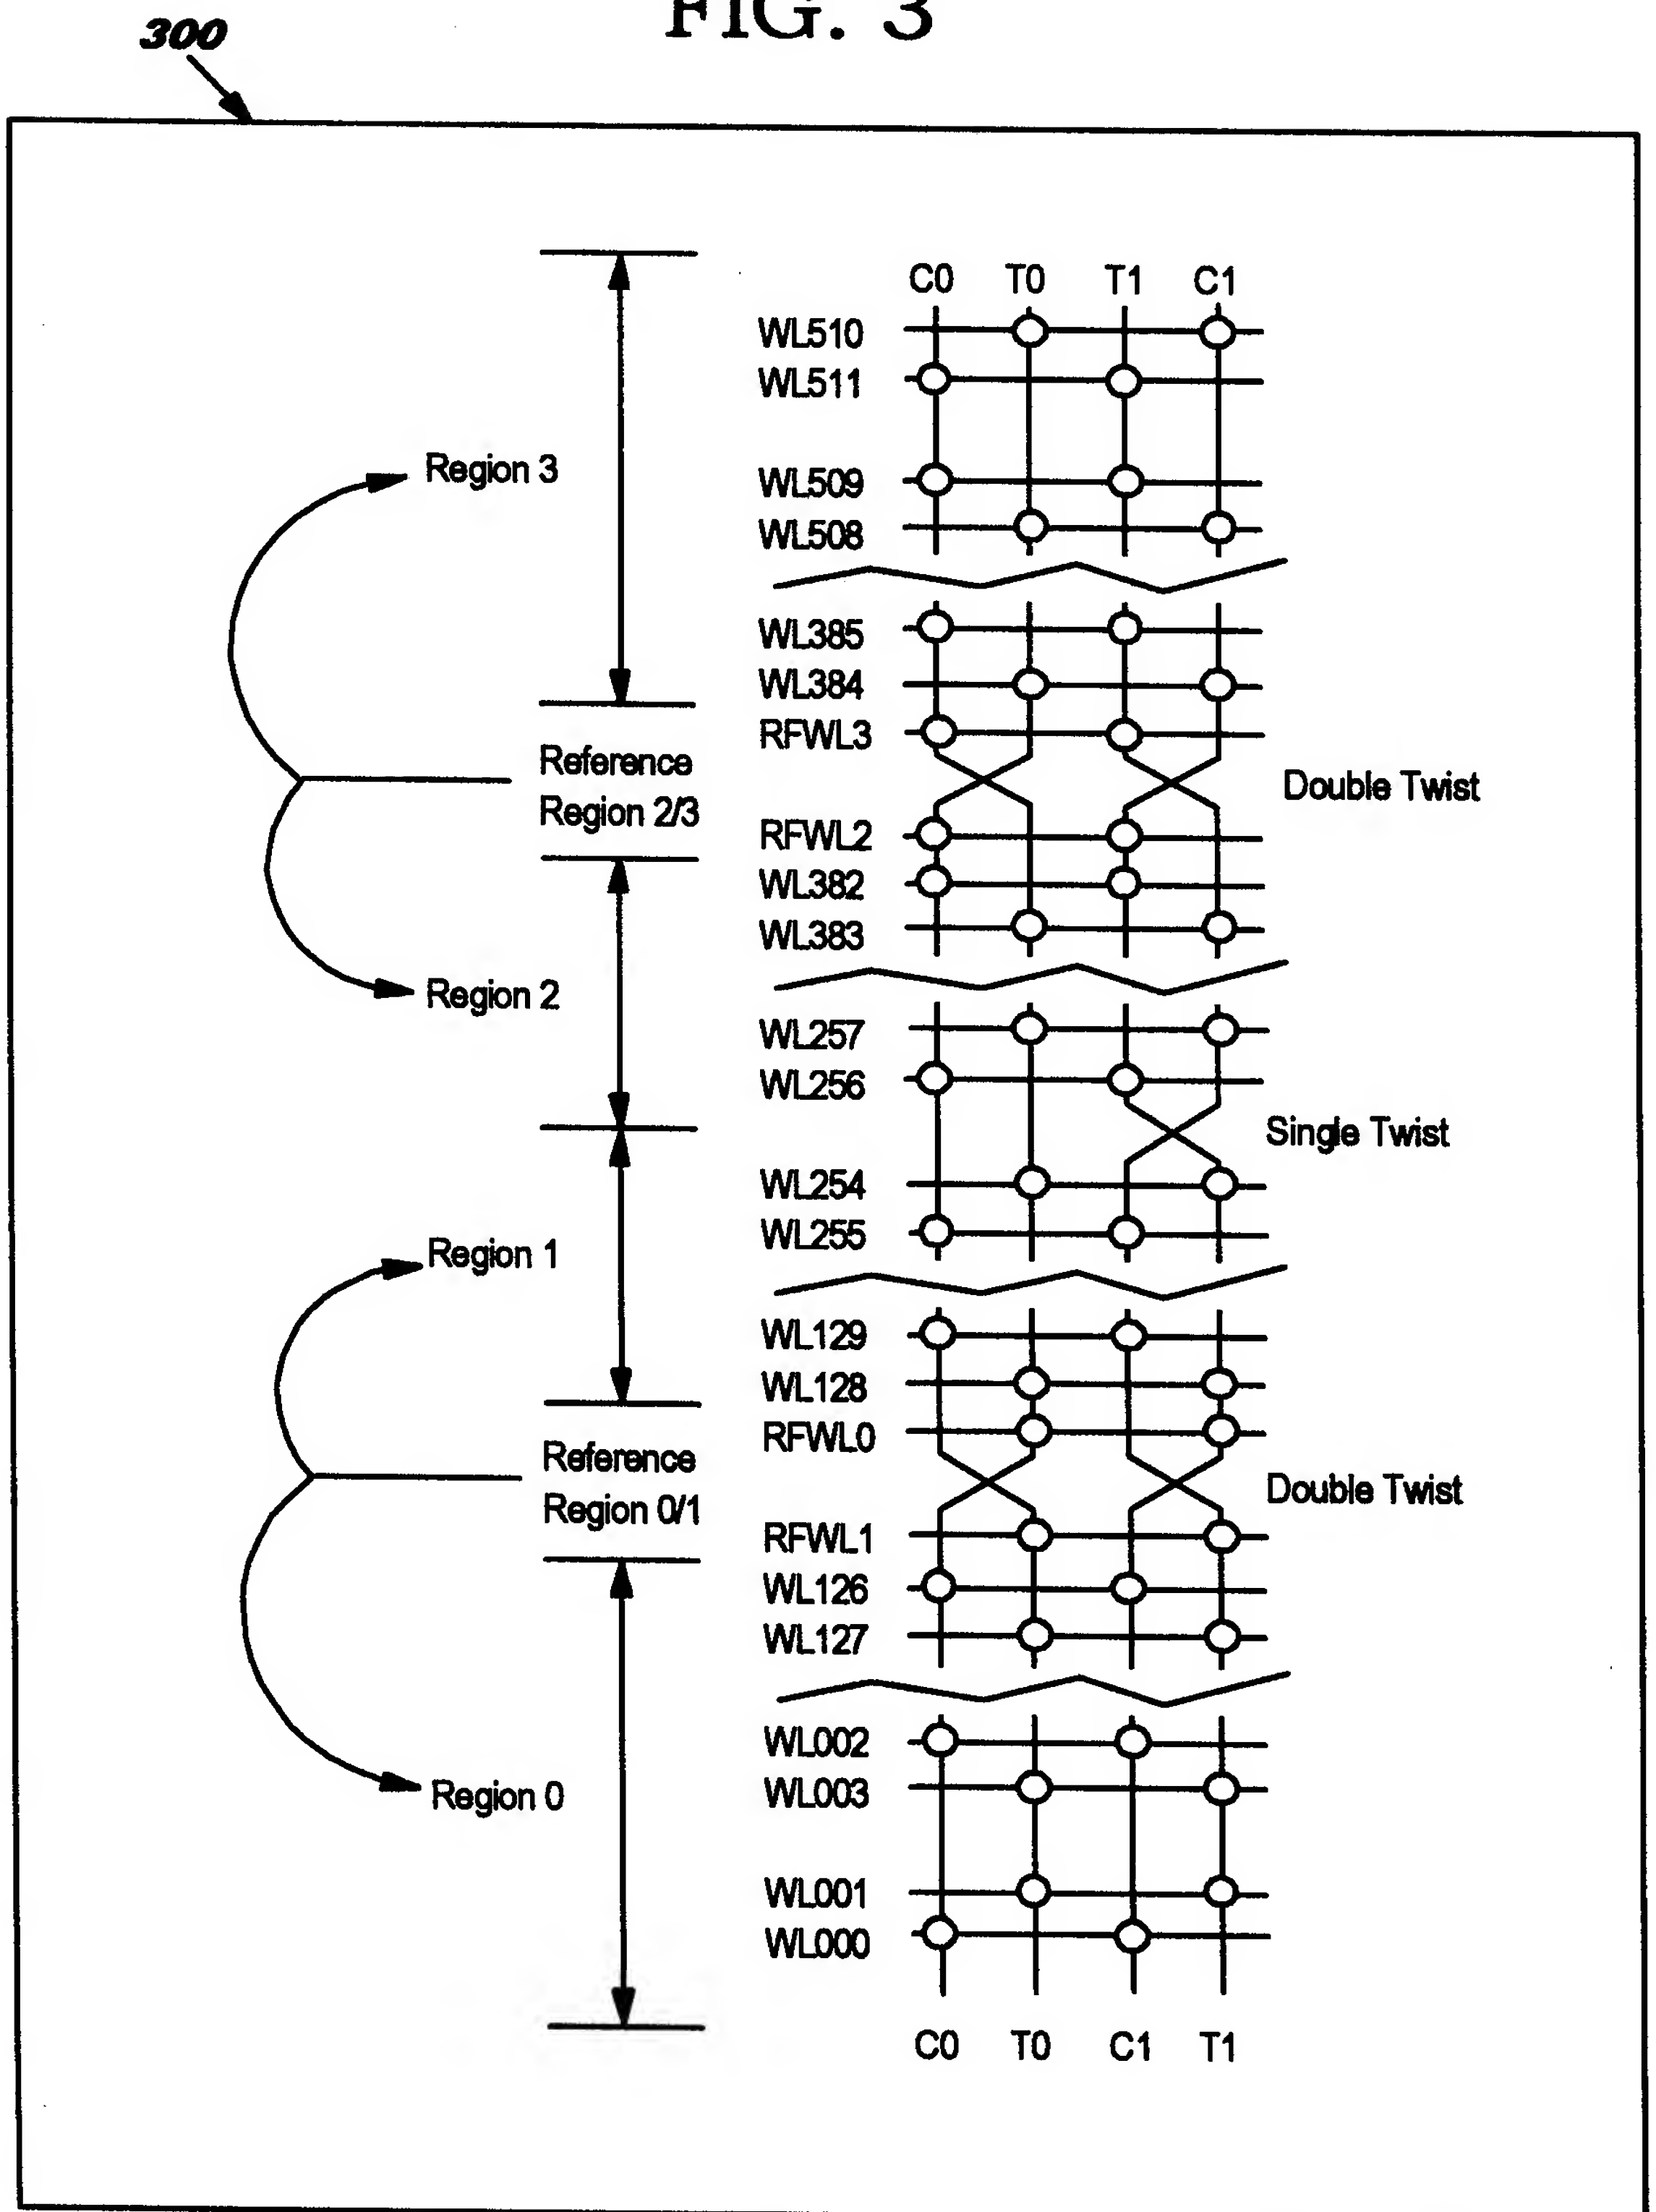 FIG. 3
300
C0 T0 T1 C1
WL510
WL511
Region 3
WL509
WL508
WL385
WL384
RFWL3
Reference
Region 2/3
Double Twist
RFWL2
WL382
WL383
Region 2
WL257
WL256
Single Twist
WL254
WL255
Region 1
WL129
WL128
RFWL0
Reference
Region 0/1
Double Twist
RFWL1
WL126
WL127
WL002
WL003
Region 0
WL001
WL000
C0 T0 C1 T1